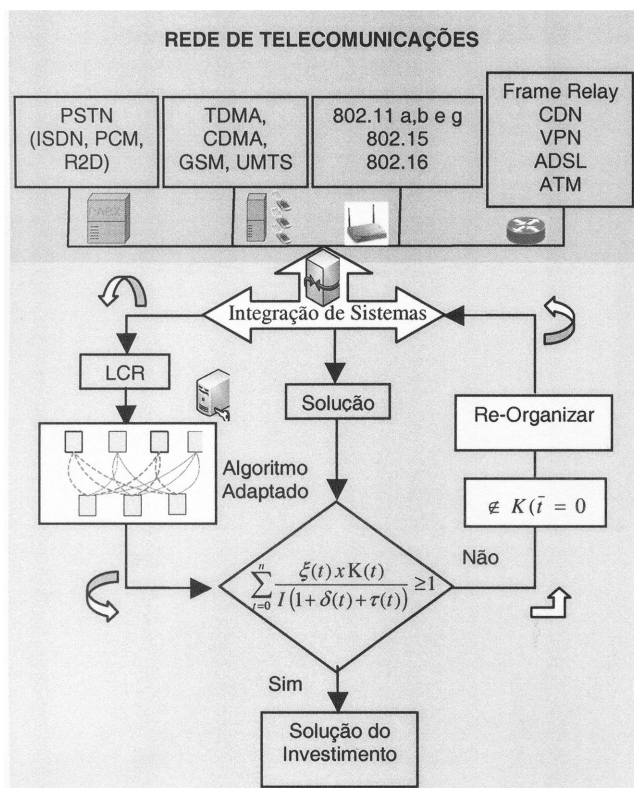 REDE DE TELECOMUNICAÇÕES
PSTN
(ISDN, PCM,
R2D)
TDMA,
CDMA,
GSM, UMTS
802.11 a,b e g
802.15
802.16
Frame Relay
CDN
VPN
ADSL
ATM
PABX
Integração de Sistemas
LCR
Solução
Re-Organizar
Algoritmo
Adaptado
∉ K(t̄ = 0
Não
∑ⁿ_{t=0} ξ(t) x K(t) / I (1 + δ(t) + τ(t)) ≥ 1
Sim
Solução do
Investimento